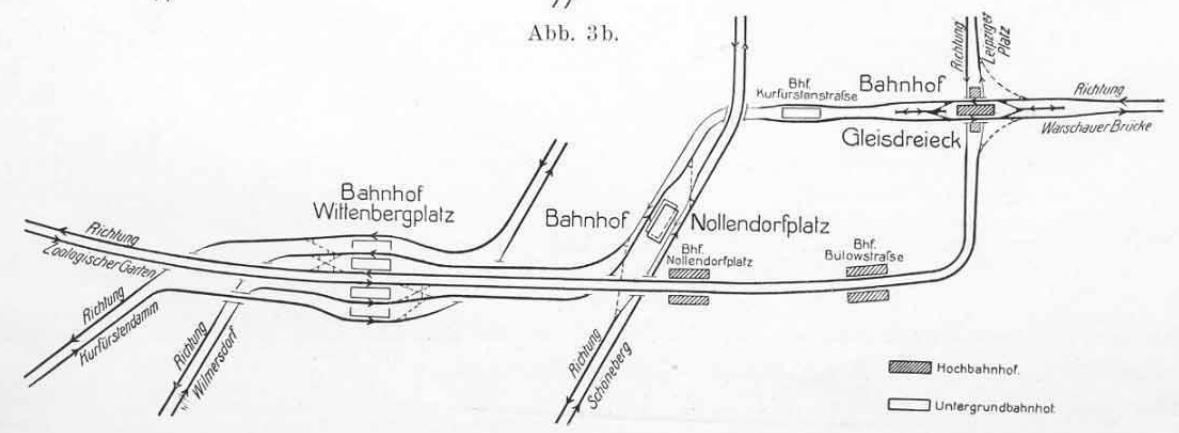 Abb. 3b.
Richtung
Leipziger
Platz
Bhf.
Kurfürstenstraße
Bahnhof
Gleisdreieck
Richtung
Warschauer Brücke
Bahnhof
Wittenbergplatz
Bahnhof
Nollendorfplatz
Richtung
Zoologischer Garten
Bhf.
Nollendorfplatz
Bhf.
Bülowstraße
Richtung
Kurfürstendamm
Richtung
Wilmersdorf
Richtung
Schöneberg
Hochbahnhof.
Untergrundbahnhof.